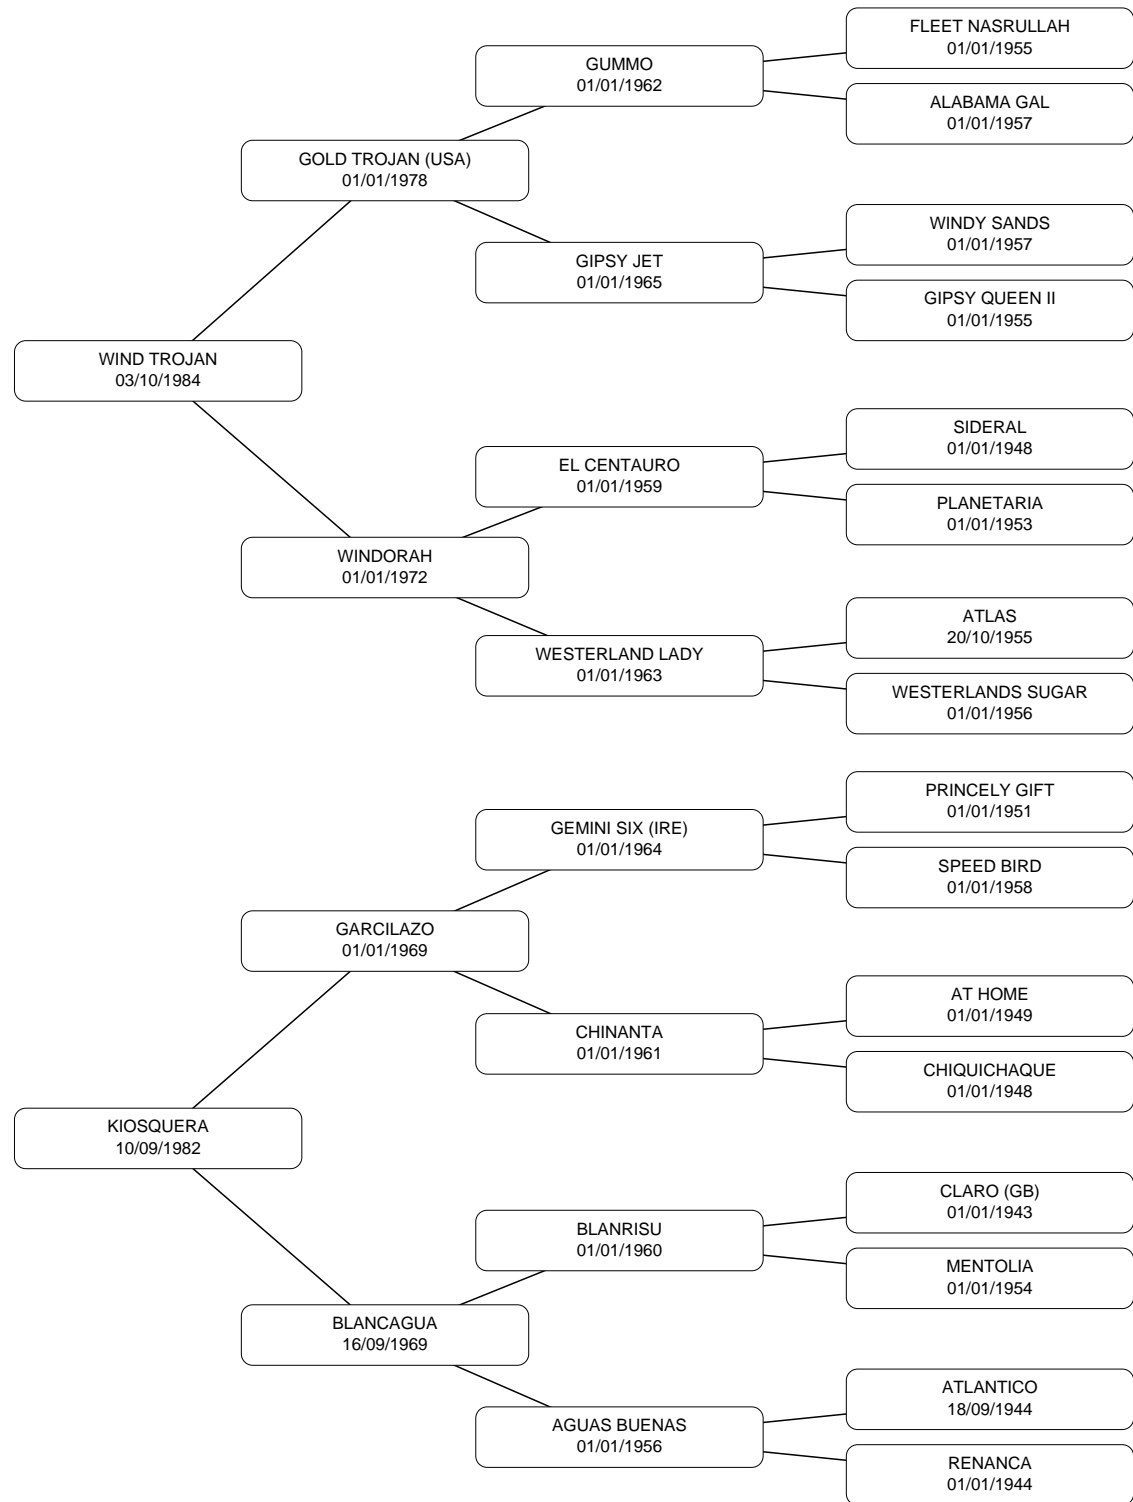 FLEET NASRULLAH
01/01/1955
GUMMO
01/01/1962
ALABAMA GAL
01/01/1957
GOLD TROJAN (USA)
01/01/1978
WINDY SANDS
01/01/1957
GIPSY JET
01/01/1965
GIPSY QUEEN II
01/01/1955
WIND TROJAN
03/10/1984
SIDERAL
01/01/1948
EL CENTAURO
01/01/1959
PLANETARIA
01/01/1953
WINDORAH
01/01/1972
ATLAS
20/10/1955
WESTERLAND LADY
01/01/1963
WESTERLANDS SUGAR
01/01/1956
PRINCELY GIFT
01/01/1951
GEMINI SIX (IRE)
01/01/1964
SPEED BIRD
01/01/1958
GARCILAZO
01/01/1969
AT HOME
01/01/1949
CHINANTA
01/01/1961
CHIQUICHAQUE
01/01/1948
KIOSQUERA
10/09/1982
CLARO (GB)
01/01/1943
BLANRISU
01/01/1960
MENTOLIA
01/01/1954
BLANCAGUA
16/09/1969
ATLANTICO
18/09/1944
AGUAS BUENAS
01/01/1956
RENANCA
01/01/1944